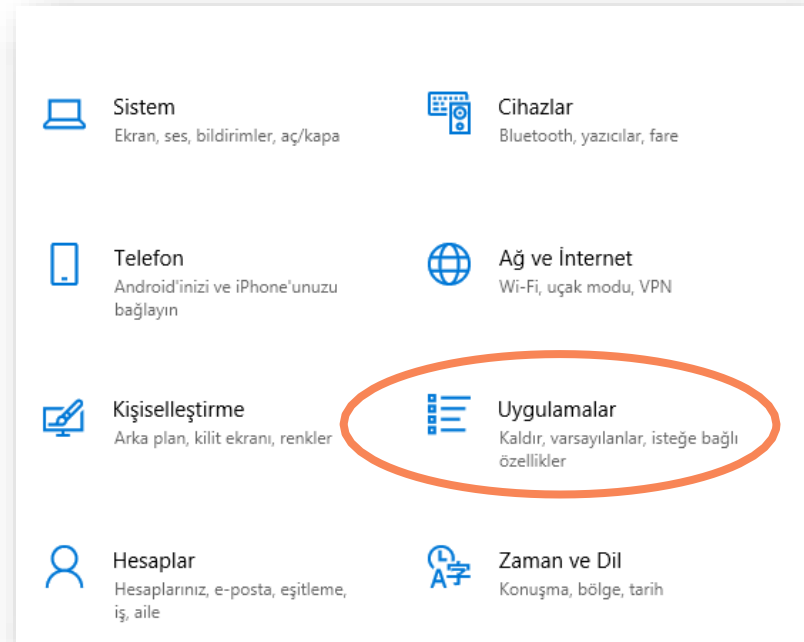 Sistem
Ekran, ses, bildirimler, aç/kapa
Cihazlar
Bluetooth, yazıcılar, fare
Telefon
Android'inizi ve iPhone'unuzu
bağlayın
Ağ ve İnternet
Wi-Fi, uçak modu, VPN
Kişiselleştirme
Arka plan, kilit ekranı, renkler
Uygulamalar
Kaldır, varsayılanlar, isteğe bağlı
özellikler
Hesaplar
Hesaplarınız, e-posta, eşitleme,
iş, aile
Zaman ve Dil
Konuşma, bölge, tarih